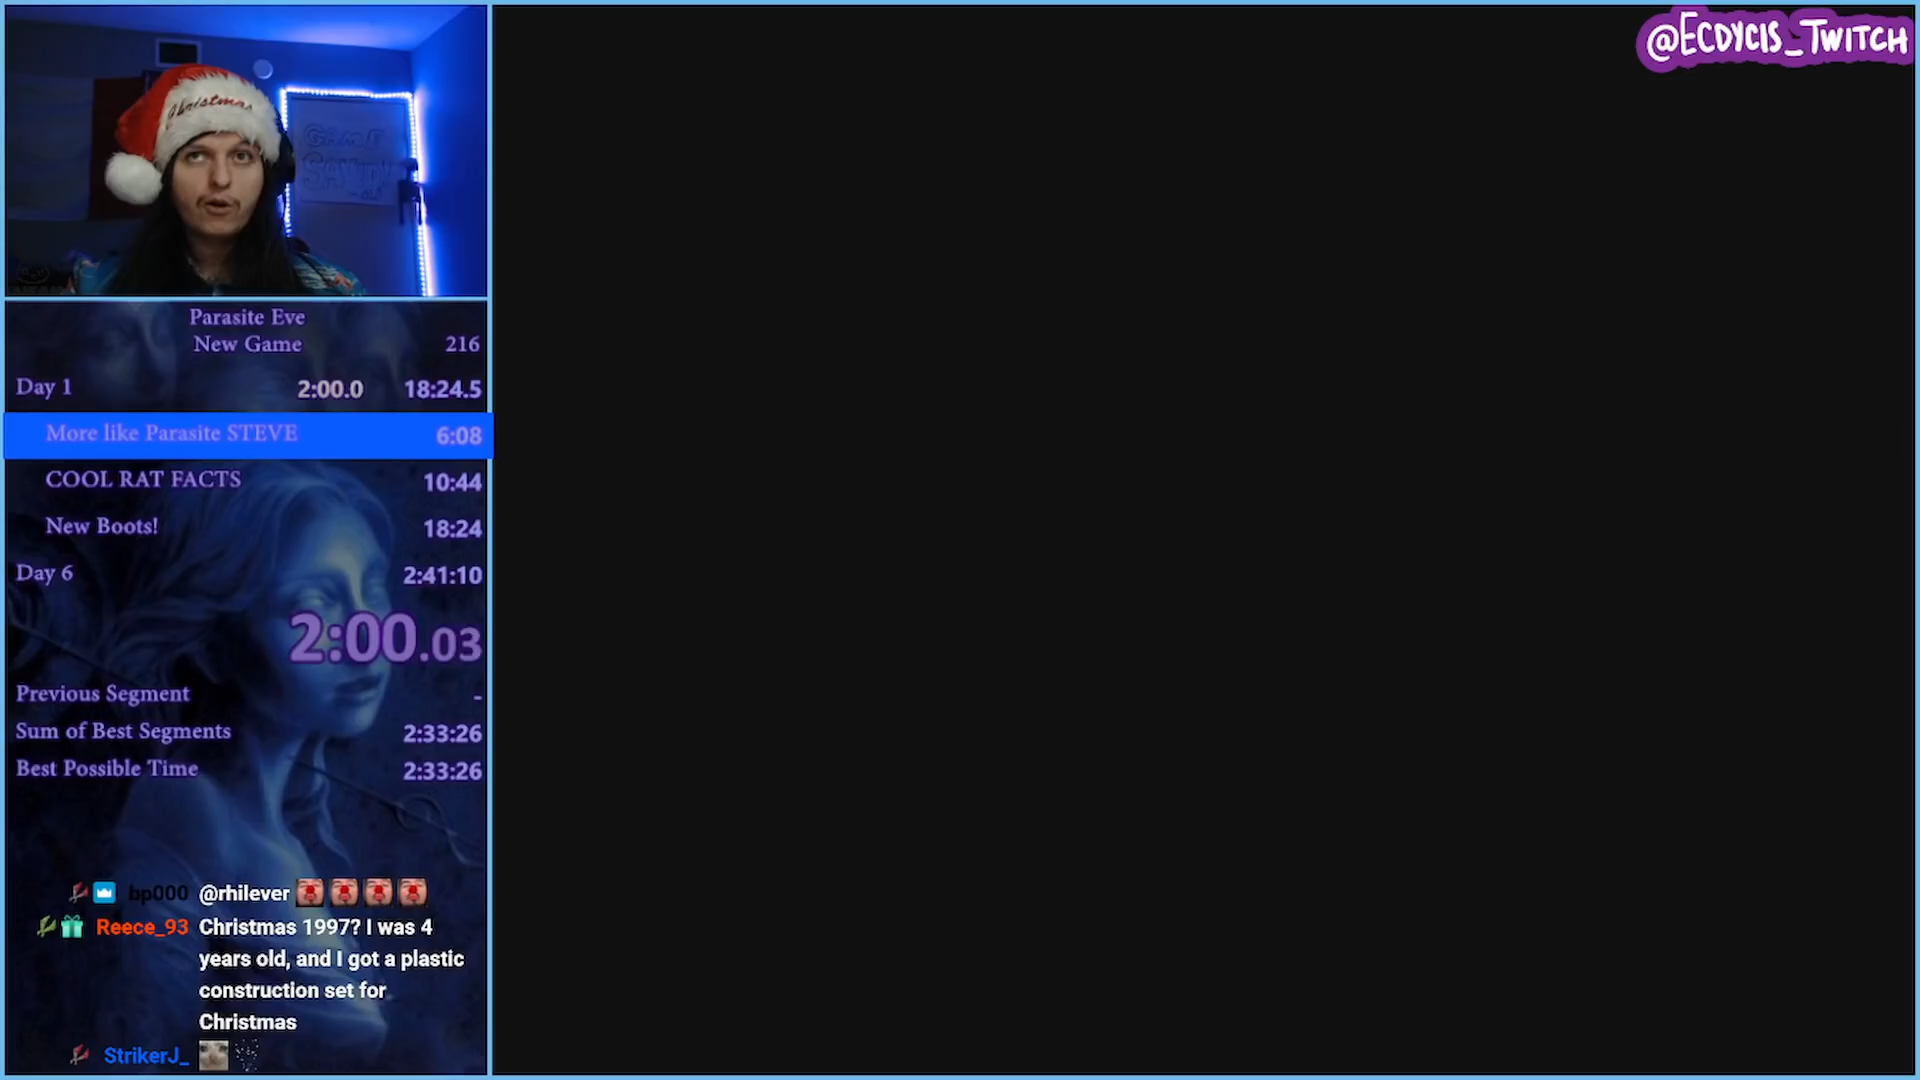 @ECDYCIS_TWITCH
Christmas
GAME
Parasite Eve
New Game 216
Day 1 2:00.0 18:24.5
More like Parasite STEVE 6:08
COOL RAT FACTS 10:44
New Boots! 18:24
Day 6 2:41:10
2:00.03
Previous Segment -
Sum of Best Segments 2:33:26
Best Possible Time 2:33:26
bp000 @rhilever
Reece_93 Christmas 1997? I was 4
years old, and I got a plastic
construction set for
Christmas
StrikerJ_